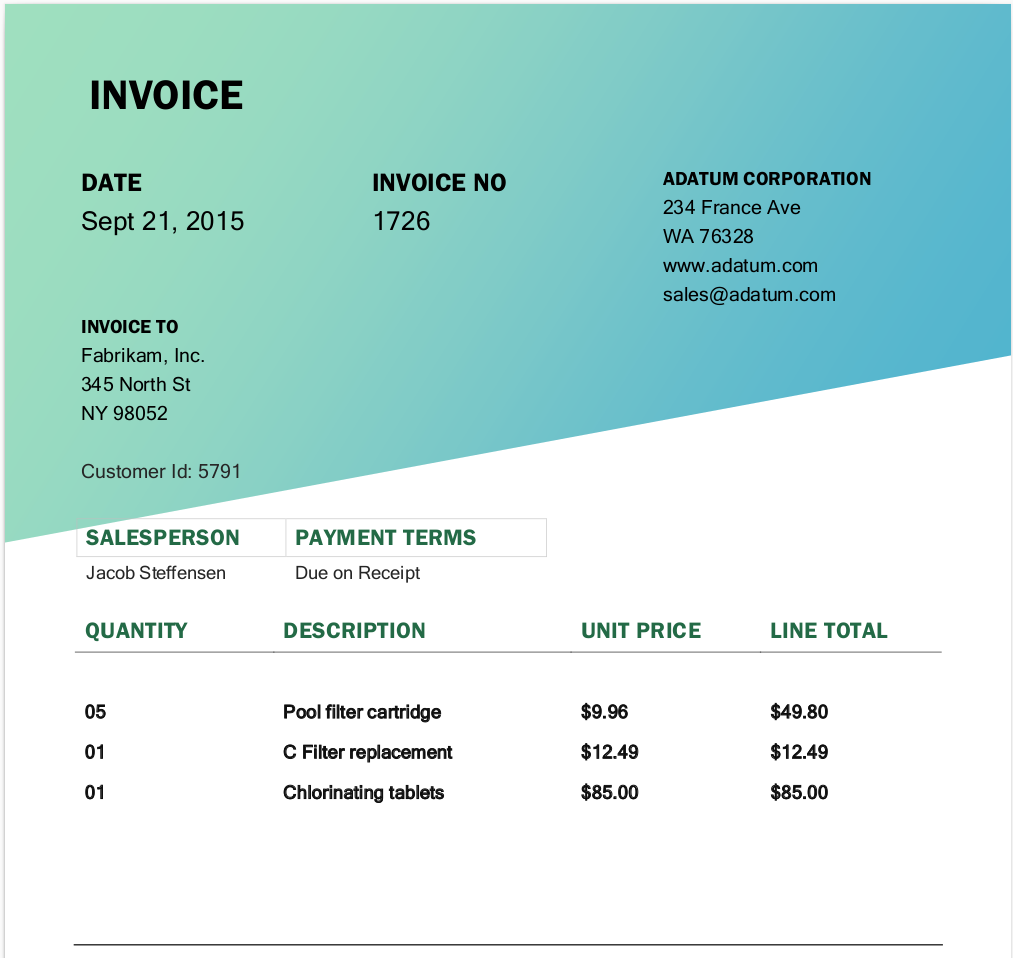 INVOICE
DATE
Sept 21, 2015
INVOICE NO
1726
ADATUM CORPORATION
234 France Ave
WA 76328
www.adatum.com
sales@adatum.com
INVOICE TO
Fabrikam, Inc.
345 North St
NY 98052
Customer Id: 5791
SALESPERSON PAYMENT TERMS
Jacob Steffensen Due on Receipt
QUANTITY DESCRIPTION UNIT PRICE LINE TOTAL
05 Pool filter cartridge $9.96 $49.80
01 C Filter replacement $12.49 $12.49
01 Chlorinating tablets $85.00 $85.00